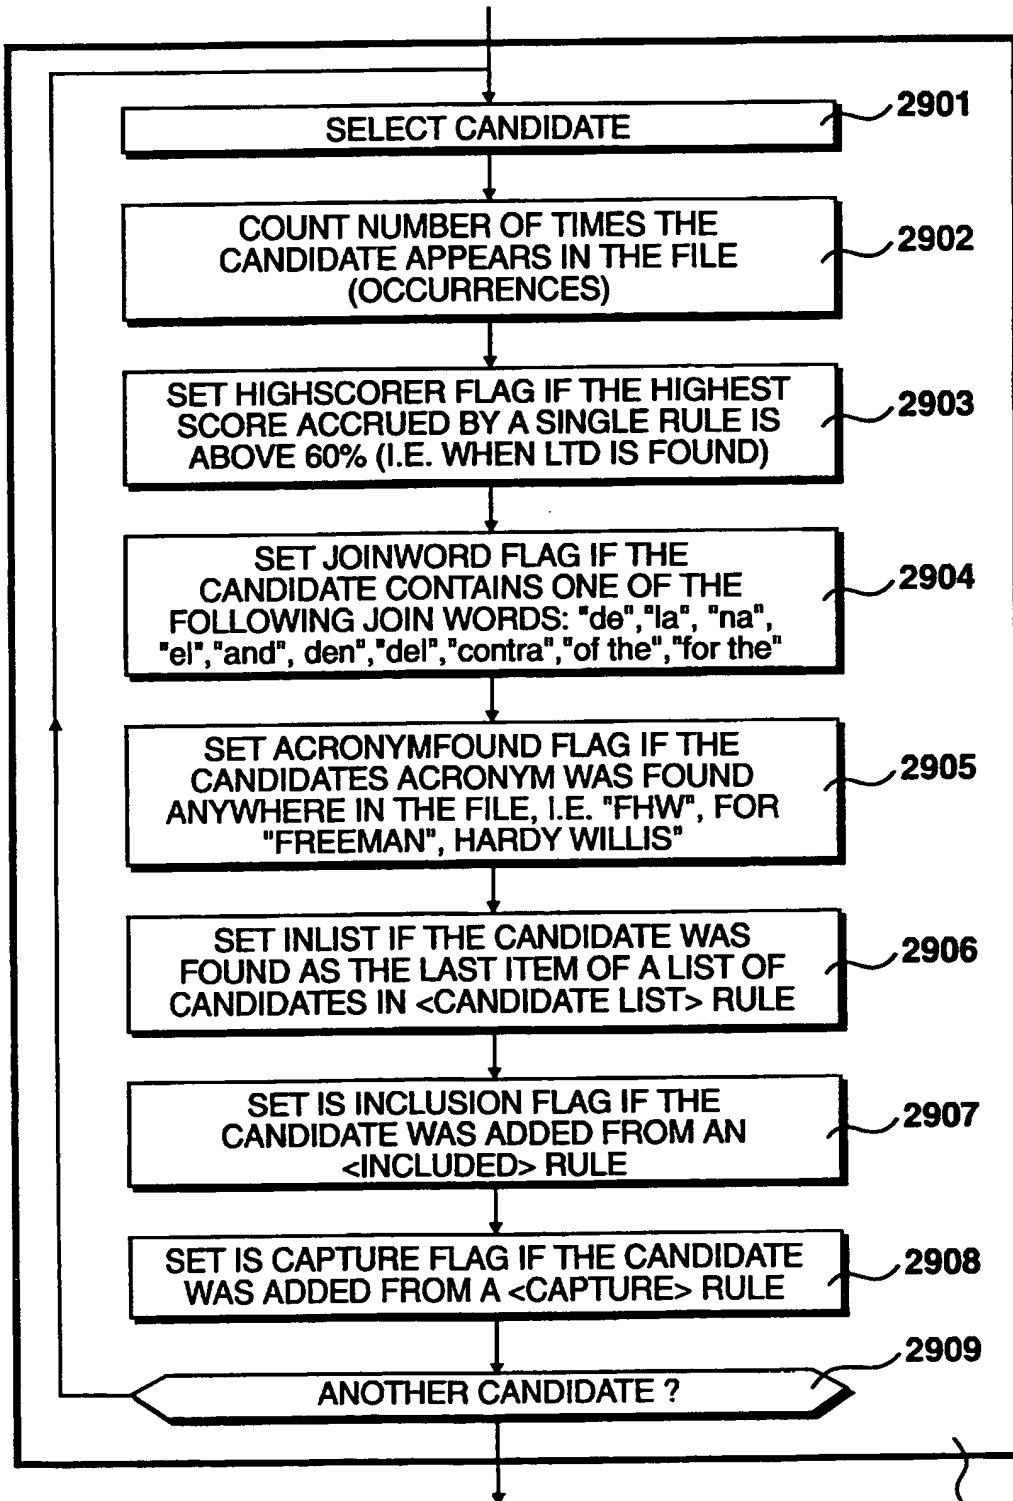 SELECT CANDIDATE
2901
COUNT NUMBER OF TIMES THE
CANDIDATE APPEARS IN THE FILE
(OCCURRENCES)
2902
SET HIGHSCORER FLAG IF THE HIGHEST
SCORE ACCRUED BY A SINGLE RULE IS
ABOVE 60% (I.E. WHEN LTD IS FOUND)
2903
SET JOINWORD FLAG IF THE
CANDIDATE CONTAINS ONE OF THE
FOLLOWING JOIN WORDS: "de","la", "na",
"el","and", den","del","contra","of the","for the"
2904
SET ACRONYMFOUND FLAG IF THE
CANDIDATES ACRONYM WAS FOUND
ANYWHERE IN THE FILE, I.E. "FHW", FOR
"FREEMAN", HARDY WILLIS"
2905
SET INLIST IF THE CANDIDATE WAS
FOUND AS THE LAST ITEM OF A LIST OF
CANDIDATES IN <CANDIDATE LIST> RULE
2906
SET IS INCLUSION FLAG IF THE
CANDIDATE WAS ADDED FROM AN
<INCLUDED> RULE
2907
SET IS CAPTURE FLAG IF THE CANDIDATE
WAS ADDED FROM A <CAPTURE> RULE
2908
ANOTHER CANDIDATE ?
2909